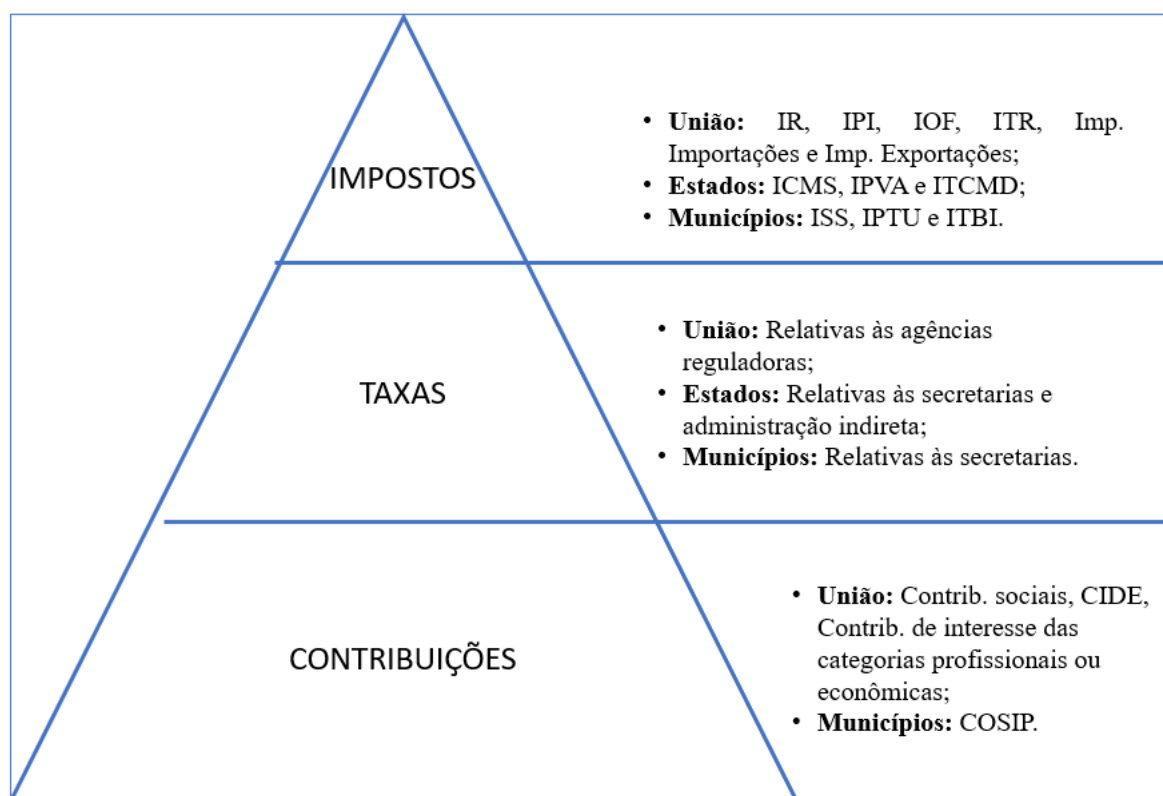 IMPOSTOS
• União: IR, IPI, IOF, ITR, Imp.
Importações e Imp. Exportações;
• Estados: ICMS, IPVA e ITCMD;
• Municípios: ISS, IPTU e ITBI.
TAXAS
• União: Relativas às agências
reguladoras;
• Estados: Relativas às secretarias e
administração indireta;
• Municípios: Relativas às secretarias.
CONTRIBUIÇÕES
• União: Contrib. sociais, CIDE,
Contrib. de interesse das
categorias profissionais ou
econômicas;
• Municípios: COSIP.